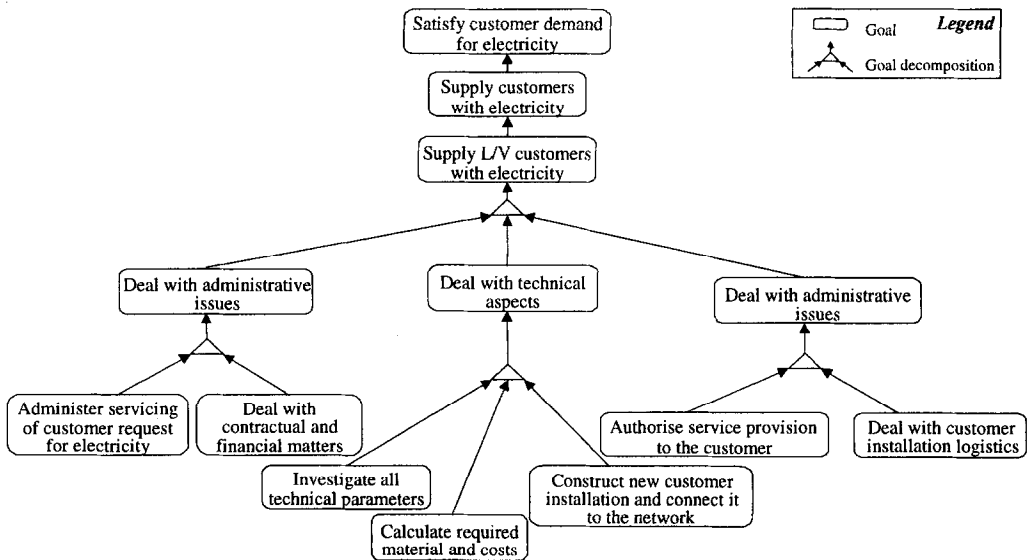 Satisfy customer demand
for electricity
Legend
Goal
Goal decomposition
Supply customers
with electricity
Supply L/V customers
with electricity
Deal with administrative
issues
Deal with technical
aspects
Deal with administrative
issues
Administer servicing
of customer request
for electricity
Deal with
contractual and
financial matters
Authorise service provision
to the customer
Deal with customer
installation logistics
Investigate all
technical parameters
Construct new customer
installation and connect it
to the network
Calculate required
material and costs